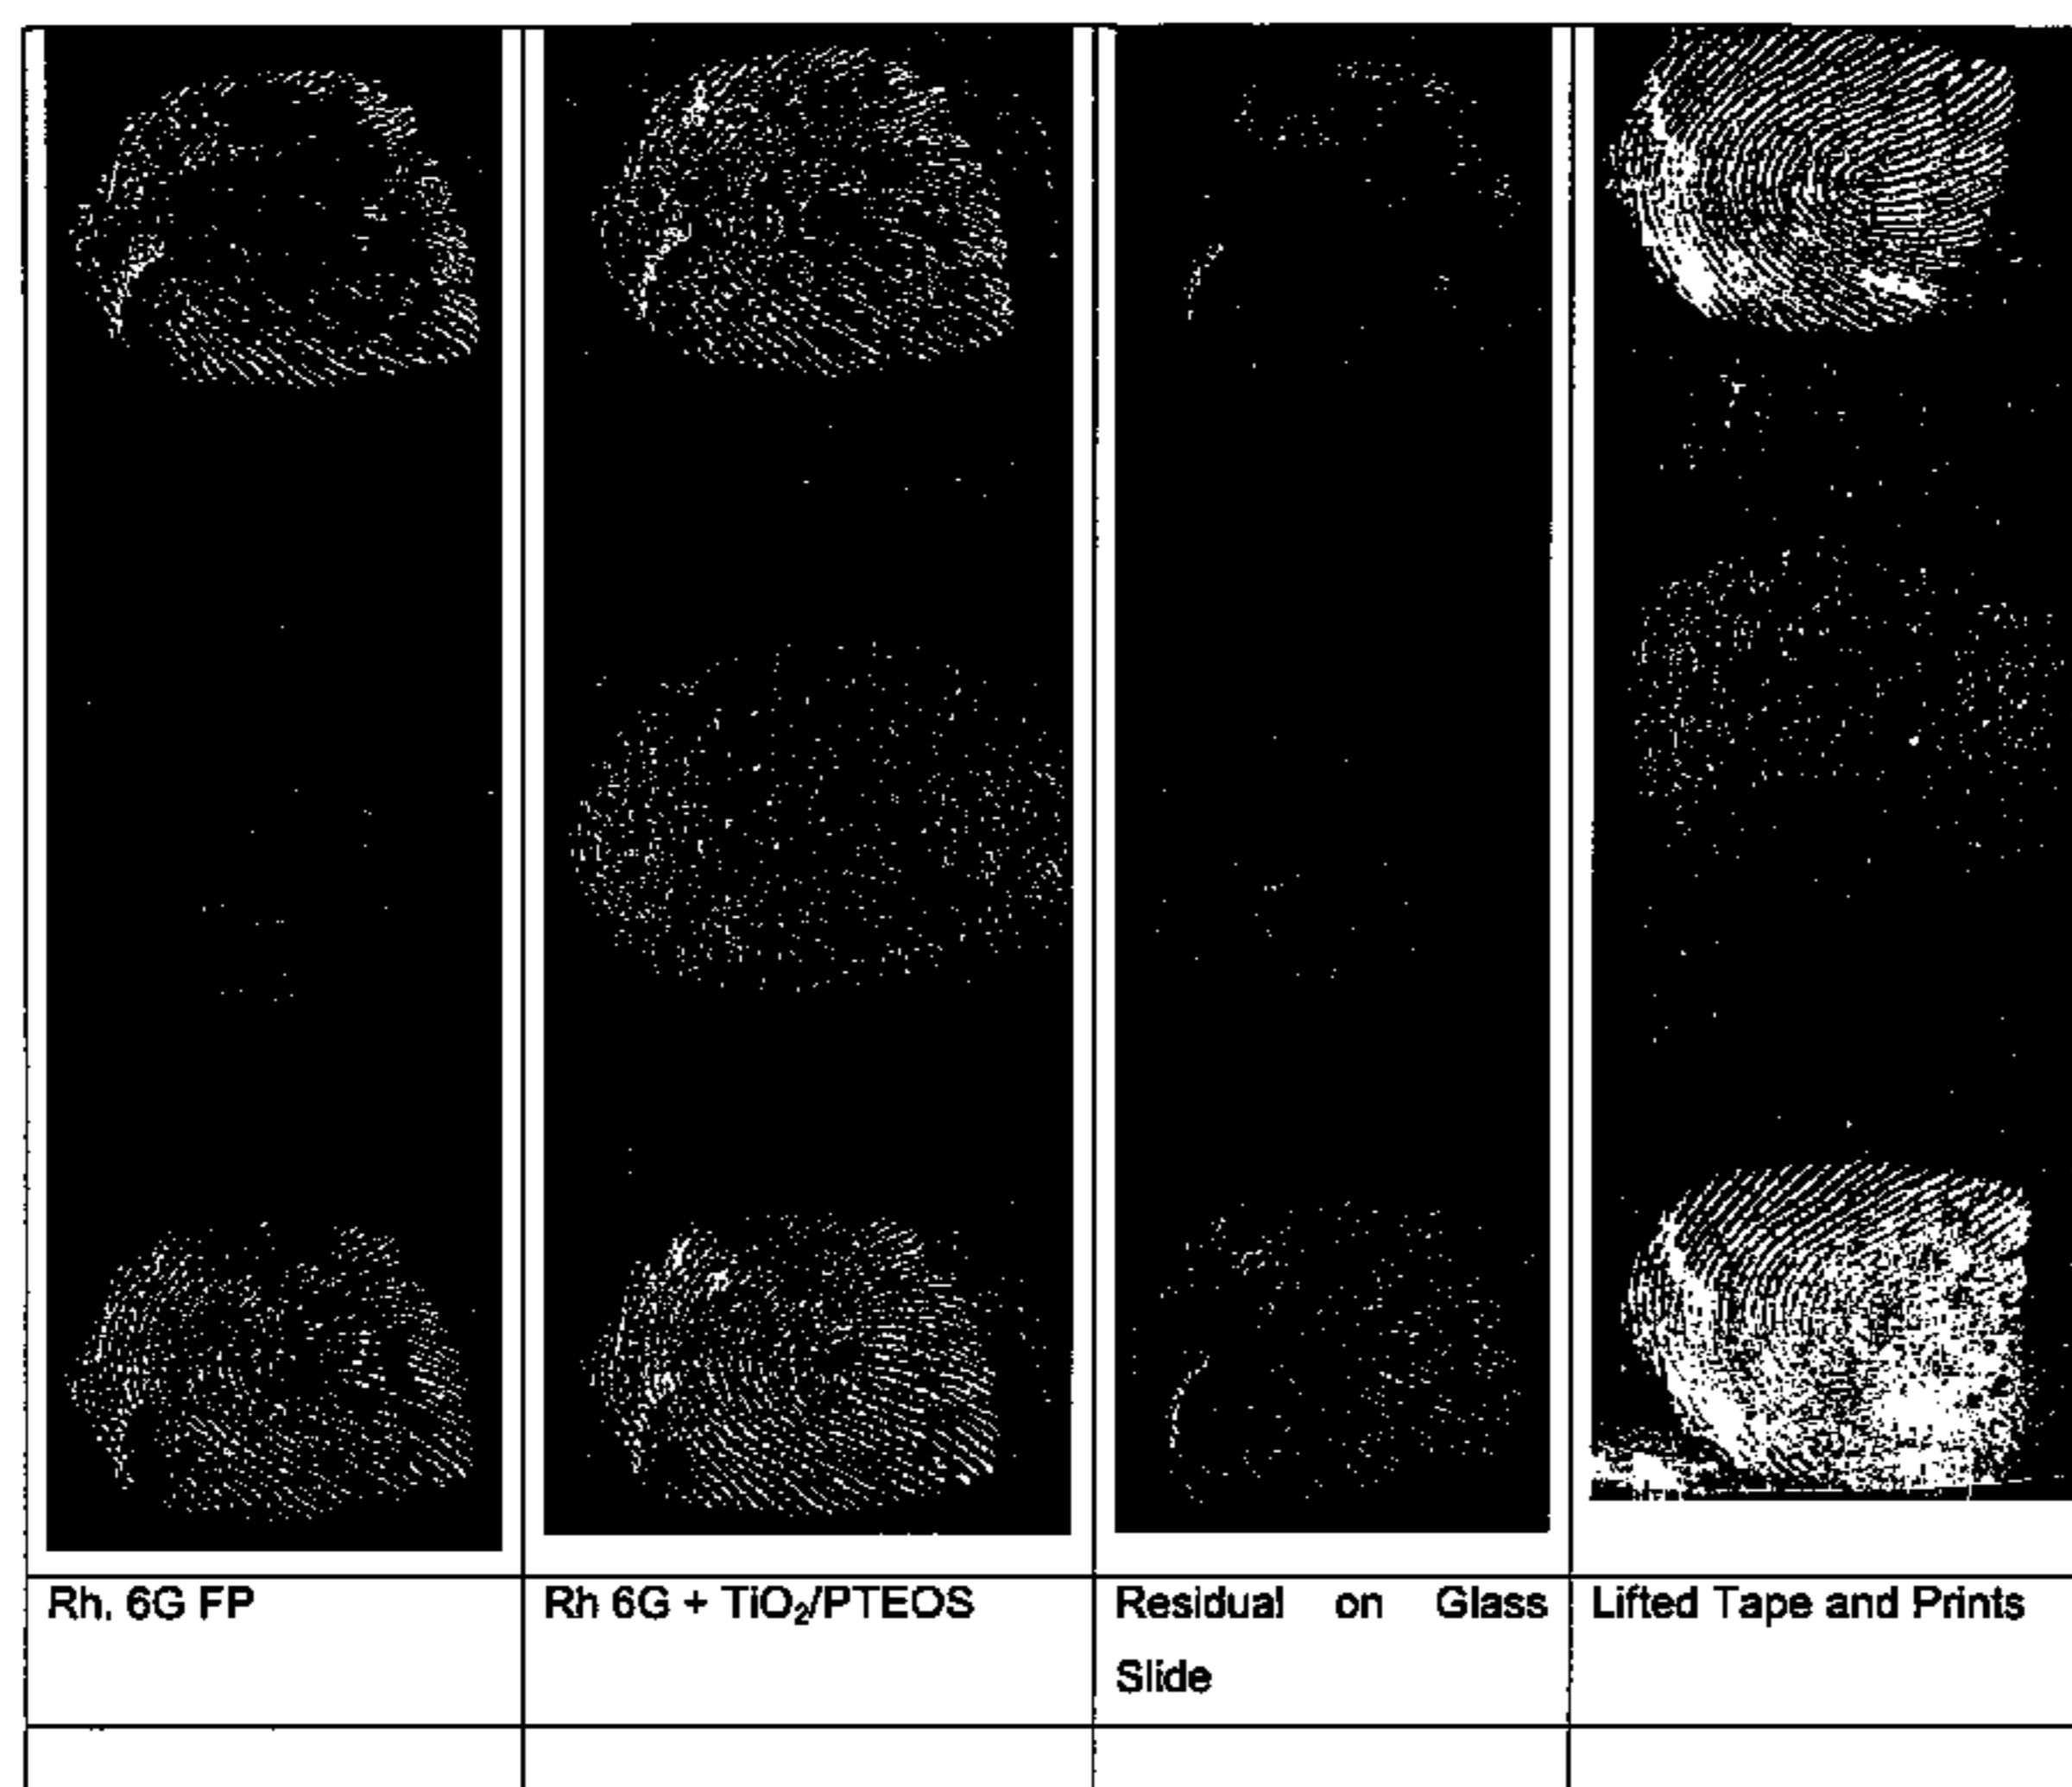 Rh. 6G FP
Rh 6G + TiO₂/PTEOS
Residual on Glass
Slide
Lifted Tape and Prints